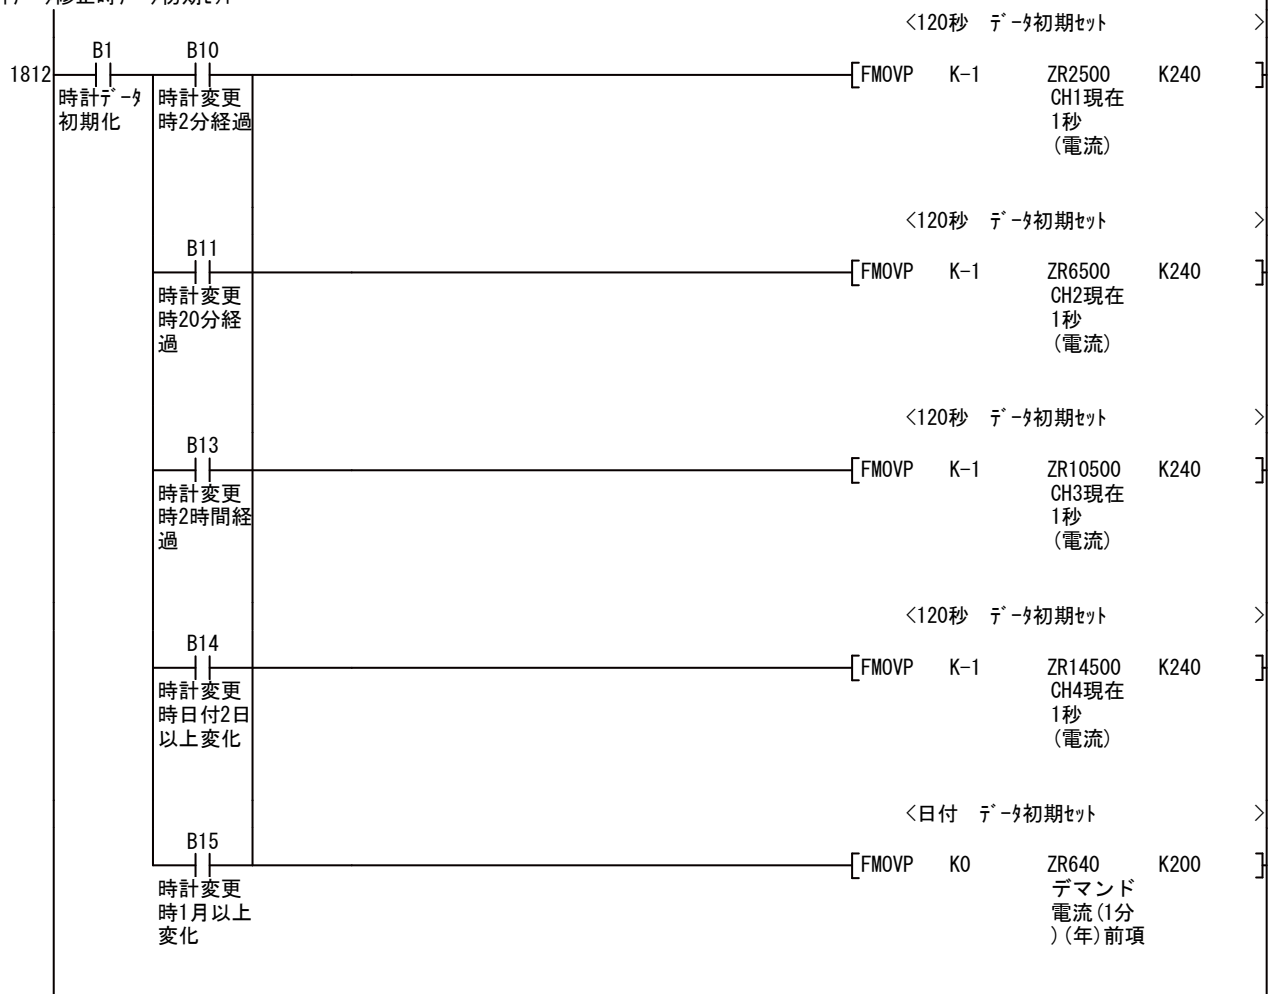 <120秒 ﾃﾞｰﾀ初期ｾｯﾄ >
B1 B10
1812 [FMOVP K-1 ZR2500 K240 ]
時計ﾃﾞｰﾀ 時計変更 CH1現在
初期化 時2分経過 1秒
(電流)
<120秒 ﾃﾞｰﾀ初期ｾｯﾄ >
B11
[FMOVP K-1 ZR6500 K240 ]
時計変更 CH2現在
時20分経 1秒
過 (電流)
<120秒 ﾃﾞｰﾀ初期ｾｯﾄ >
B13
[FMOVP K-1 ZR10500 K240 ]
時計変更 CH3現在
時2時間経 1秒
過 (電流)
<120秒 ﾃﾞｰﾀ初期ｾｯﾄ >
B14
[FMOVP K-1 ZR14500 K240 ]
時計変更 CH4現在
時日付2日 1秒
以上変化 (電流)
<日付 ﾃﾞｰﾀ初期ｾｯﾄ >
B15
[FMOVP K0 ZR640 K200 ]
時計変更 デマンド
時1月以上 電流(1分
変化 )(年)前項